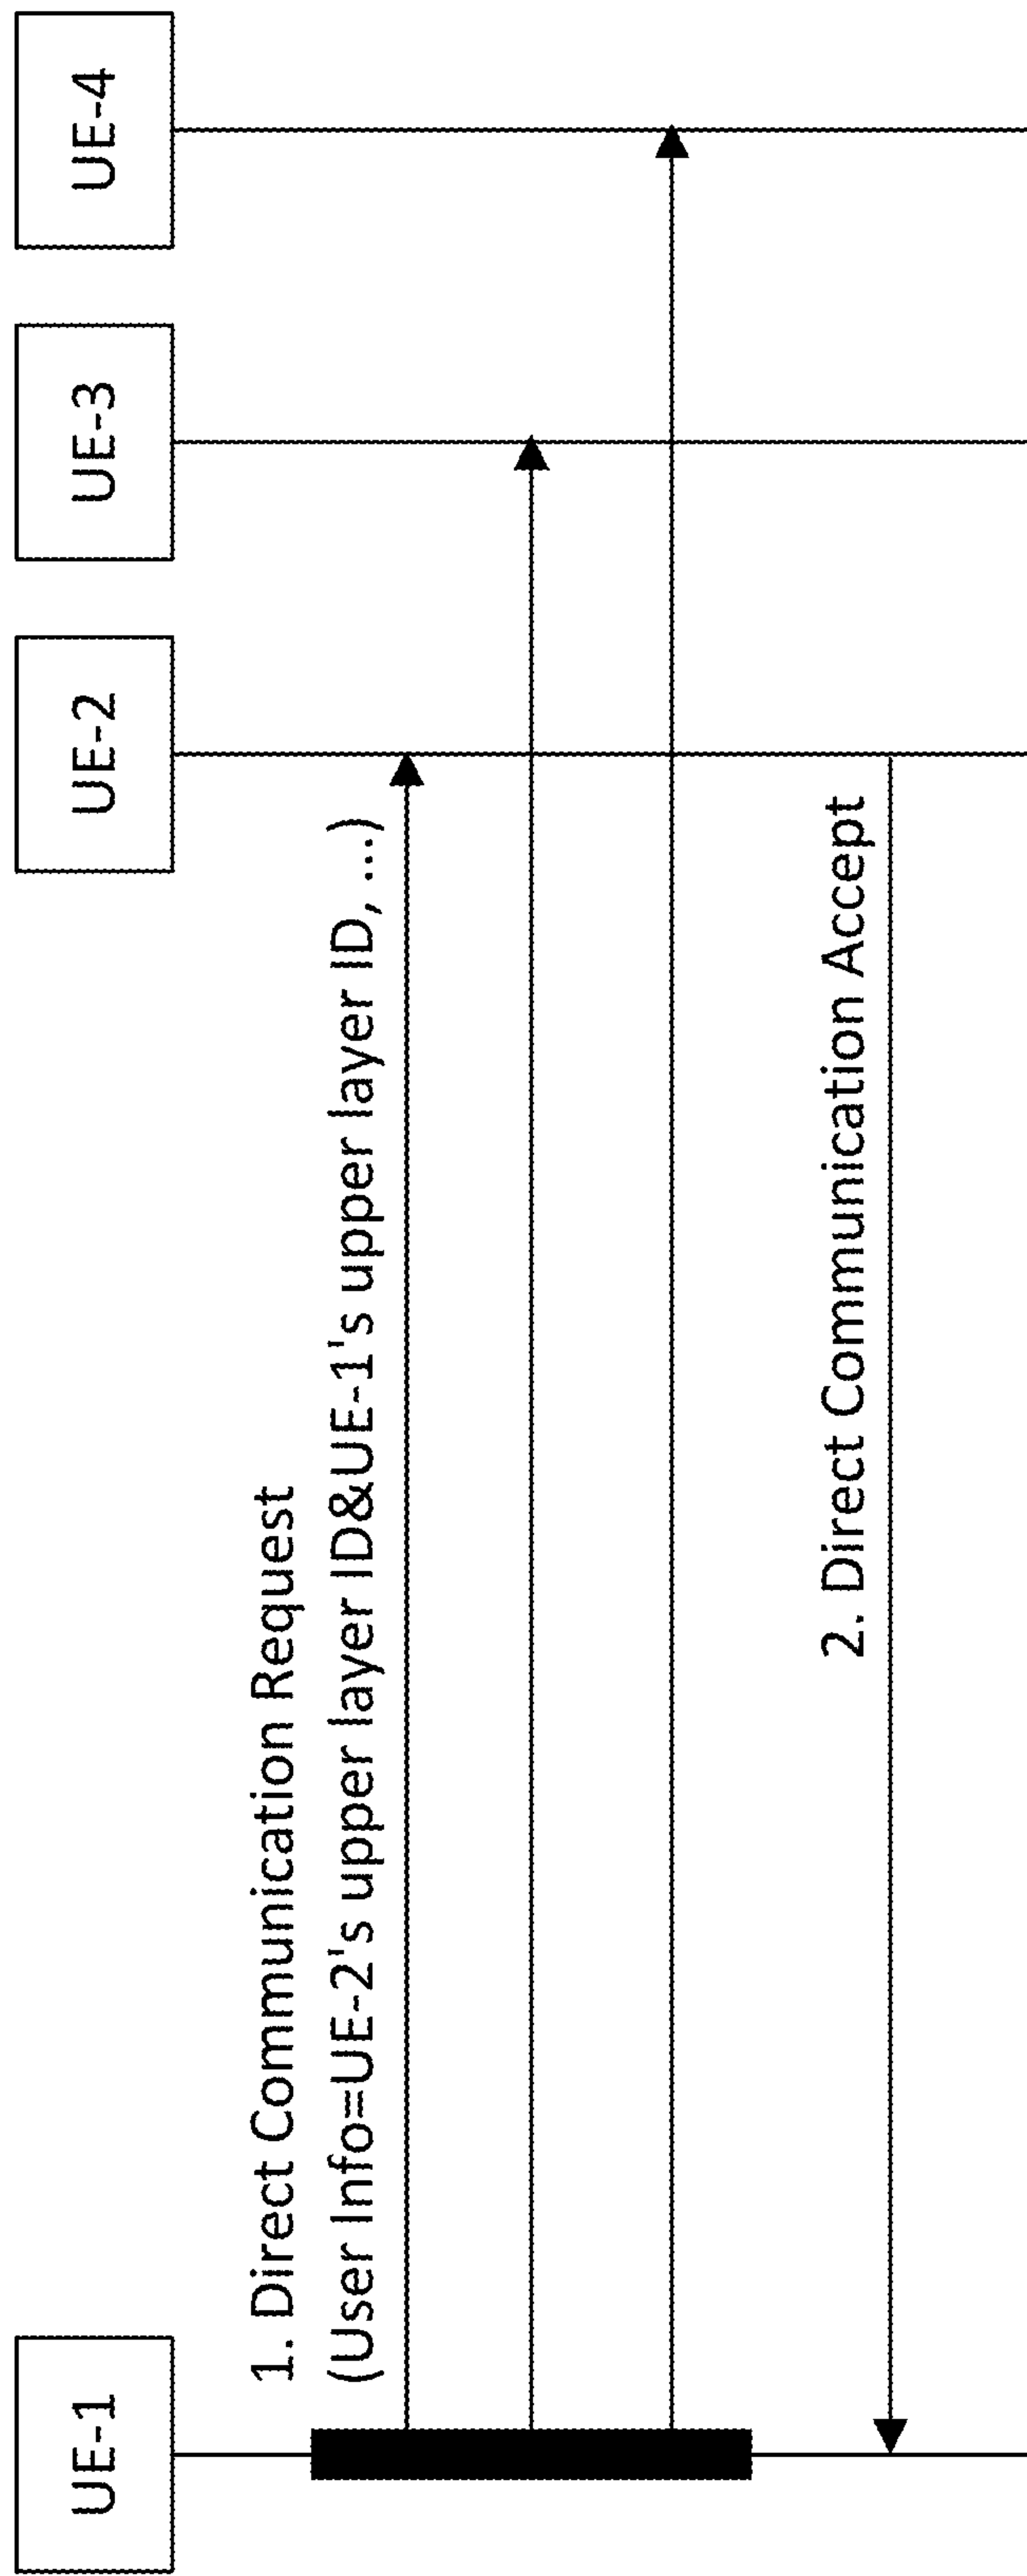 UE-1
UE-2
UE-3
UE-4
1. Direct Communication Request
(User Info=UE-2's upper layer ID&UE-1's upper layer ID, ...)
2. Direct Communication Accept